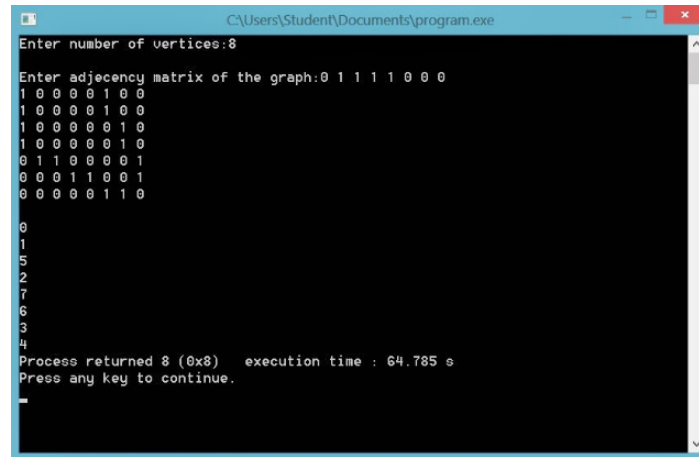 C:\Users\Student\Documents\program.exe
Enter number of vertices:8
Enter adjecency matrix of the graph:0 1 1 1 1 0 0 0
1 0 0 0 0 1 0 0
1 0 0 0 0 1 0 0
1 0 0 0 0 0 1 0
1 0 0 0 0 0 1 0
0 1 1 0 0 0 0 1
0 0 0 1 1 0 0 1
0 0 0 0 0 1 1 0
0
1
5
2
7
6
3
4
Process returned 8 (0x8)   execution time : 64.785 s
Press any key to continue.